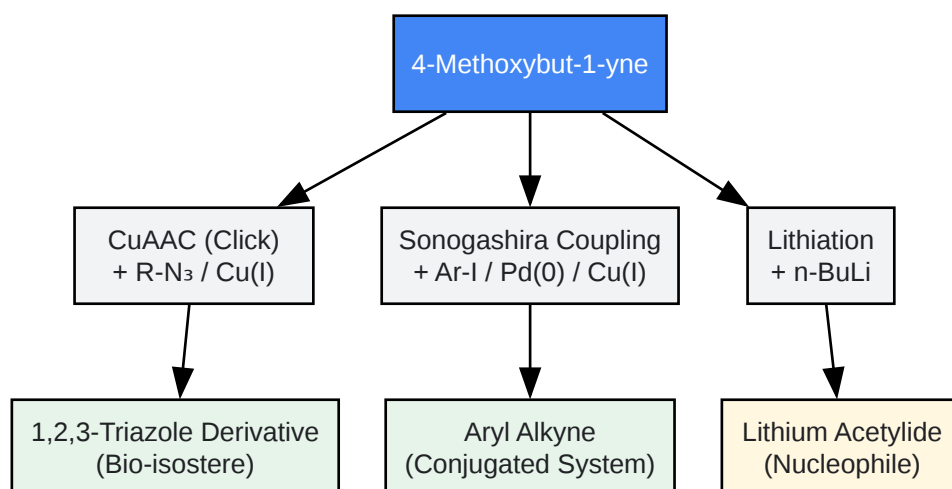 4-Methoxybut-1-yne
CuAAC (Click)
+ R-N₃ / Cu(I)
Sonogashira Coupling
+ Ar-I / Pd(0) / Cu(I)
Lithiation
+ n-BuLi
1,2,3-Triazole Derivative
(Bio-isostere)
Aryl Alkyne
(Conjugated System)
Lithium Acetylide
(Nucleophile)